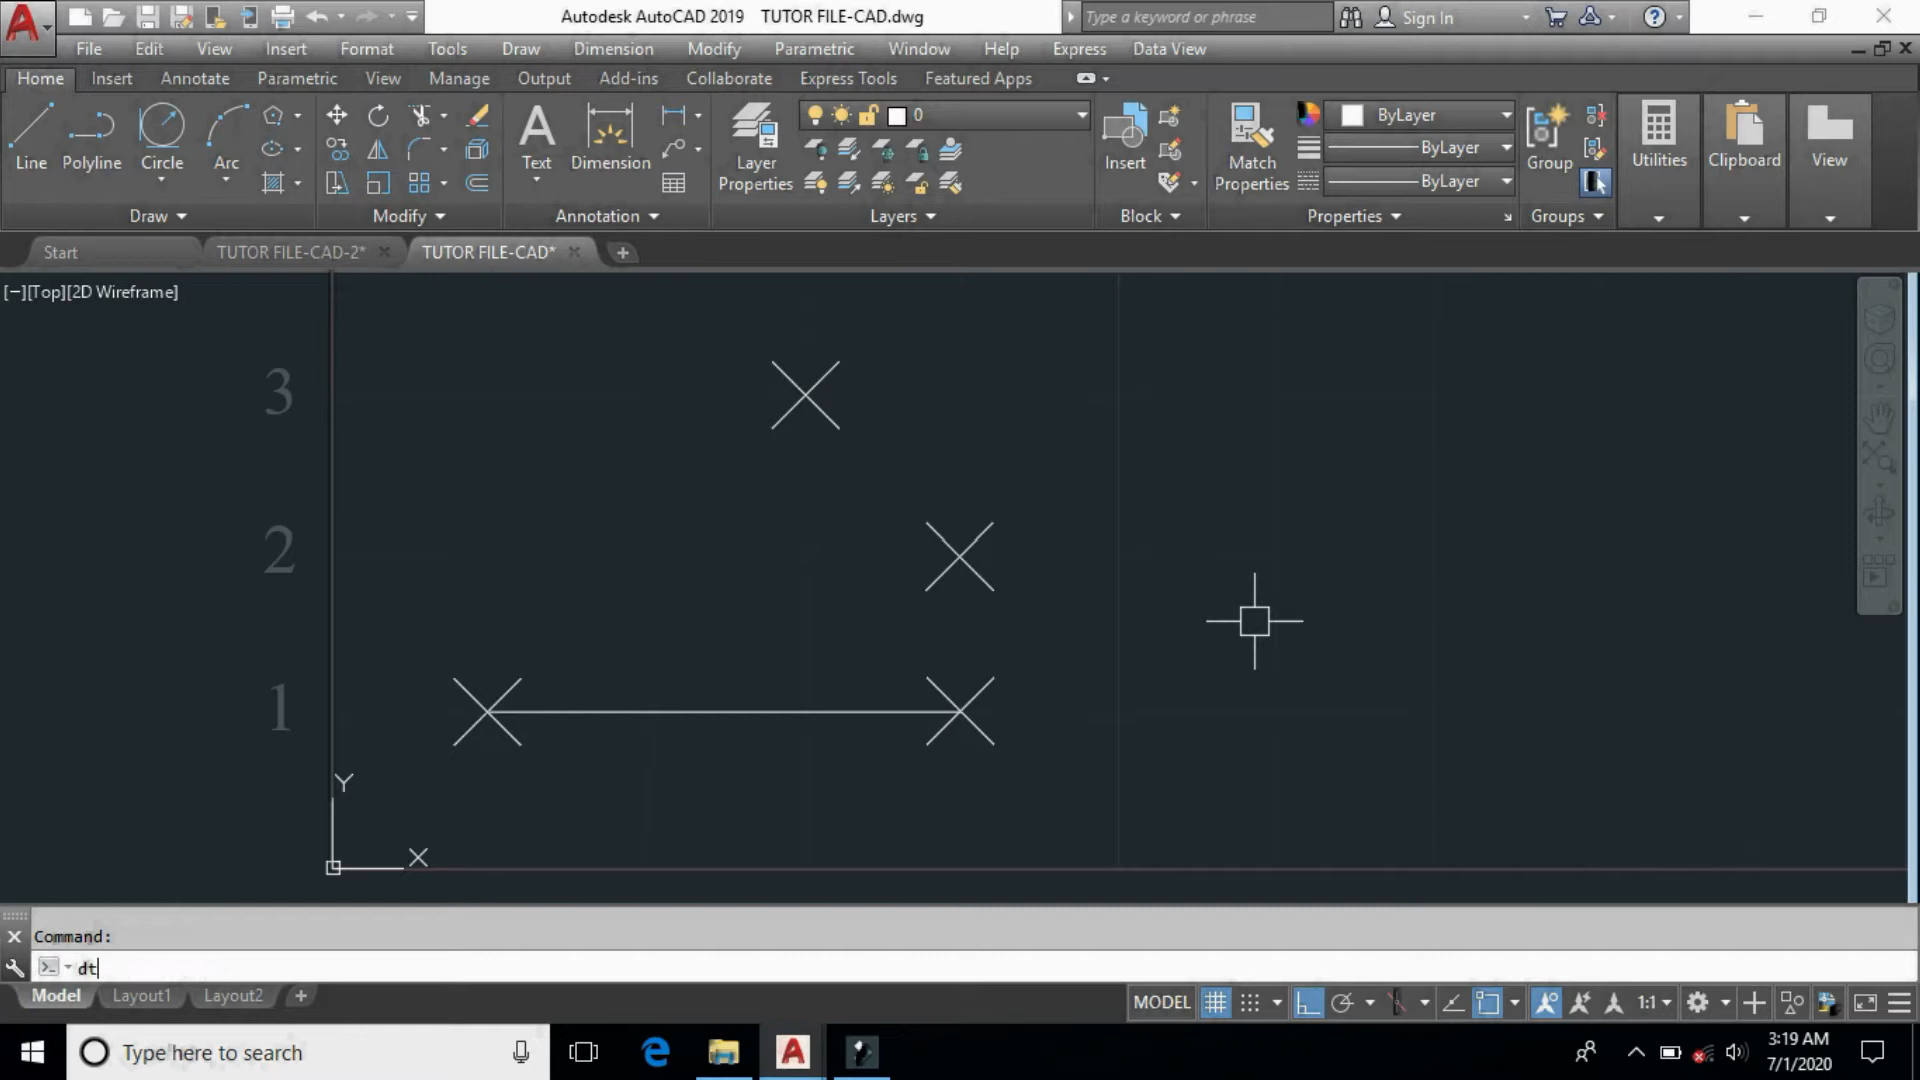 Autodesk AutoCAD 2019 TUTOR FILE-CAD.dwg
Type a keyword or phrase
Sign In
File Edit View Insert Format Tools Draw Dimension Modify Parametric Window Help Express Data View
Home Insert Annotate Parametric View Manage Output Add-ins Collaborate Express Tools Featured Apps
Line Polyline Circle Arc
Text Dimension
Layer Properties
0
Insert
Match Properties
ByLayer
ByLayer
ByLayer
Group
Utilities
Clipboard
View
Draw Modify Annotation Layers Block Properties Groups
Start TUTOR FILE-CAD-2* TUTOR FILE-CAD*
[−][Top][2D Wireframe]
3
2
1
Y
X
Command:
dt
Model Layout1 Layout2
MODEL
1:1
Type here to search
3:19 AM
7/1/2020